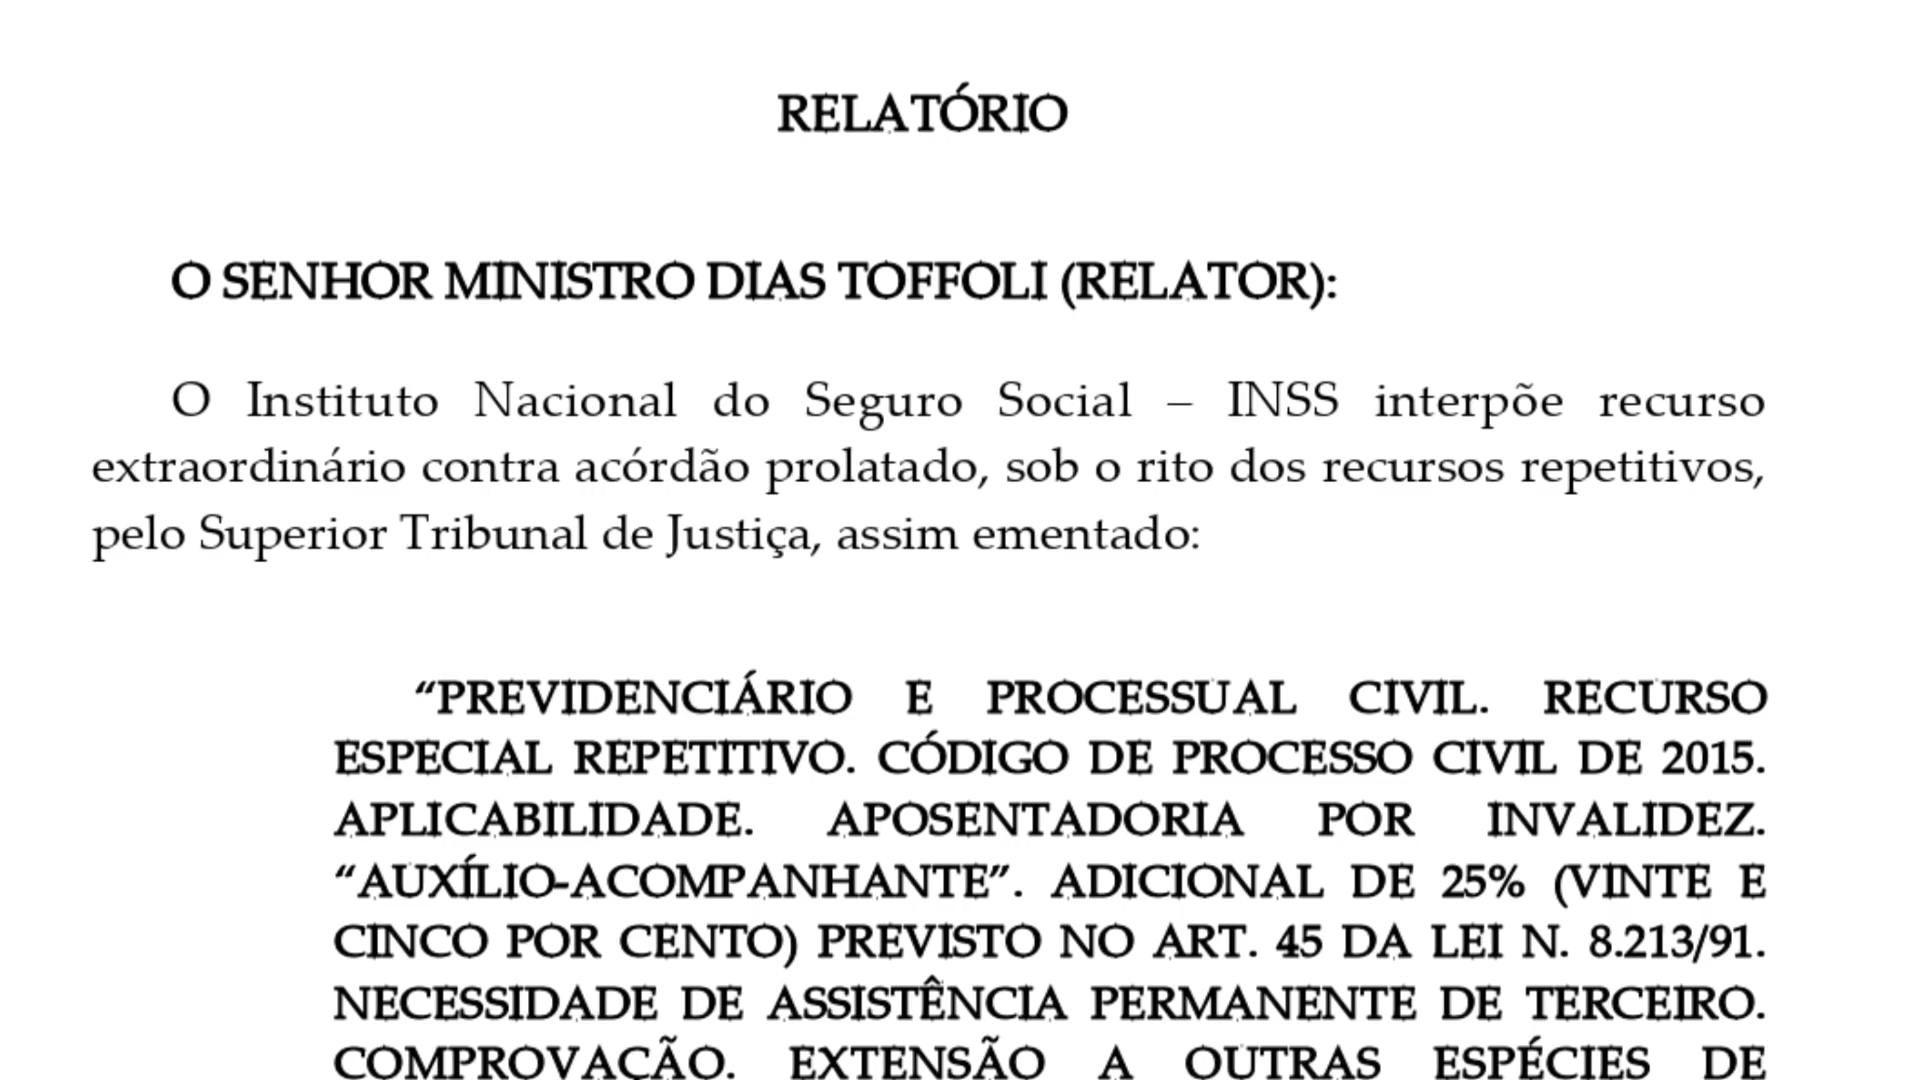 RELATÓRIO
O SENHOR MINISTRO DIAS TOFFOLI (RELATOR):
O Instituto Nacional do Seguro Social – INSS interpõe recurso
extraordinário contra acórdão prolatado, sob o rito dos recursos repetitivos,
pelo Superior Tribunal de Justiça, assim ementado:
“PREVIDENCIÁRIO E PROCESSUAL CIVIL. RECURSO
ESPECIAL REPETITIVO. CÓDIGO DE PROCESSO CIVIL DE 2015.
APLICABILIDADE. APOSENTADORIA POR INVALIDEZ.
“AUXÍLIO-ACOMPANHANTE”. ADICIONAL DE 25% (VINTE E
CINCO POR CENTO) PREVISTO NO ART. 45 DA LEI N. 8.213/91.
NECESSIDADE DE ASSISTÊNCIA PERMANENTE DE TERCEIRO.
COMPROVAÇÃO. EXTENSÃO A OUTRAS ESPÉCIES DE